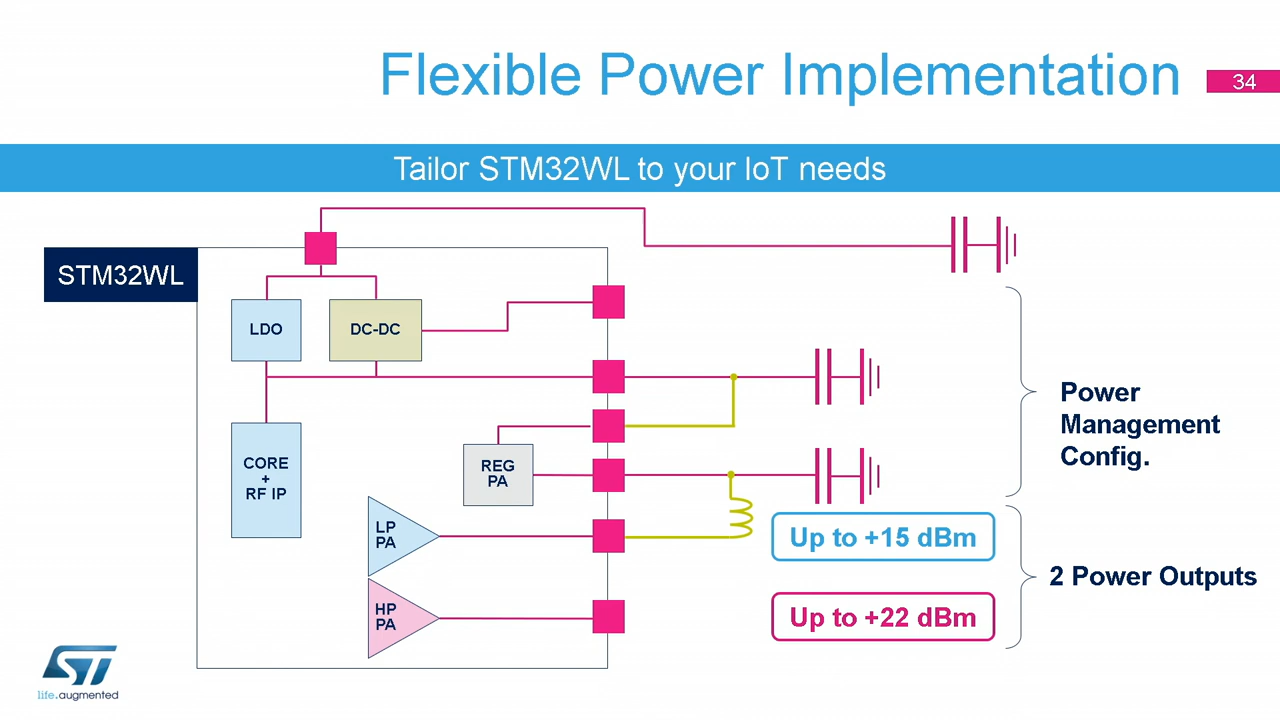 Flexible Power Implementation
34
Tailor STM32WL to your IoT needs
STM32WL
LDO
DC-DC
CORE
+
RF IP
REG
PA
LP
PA
HP
PA
Power
Management
Config.
Up to +15 dBm
2 Power Outputs
Up to +22 dBm
ST
life.augmented